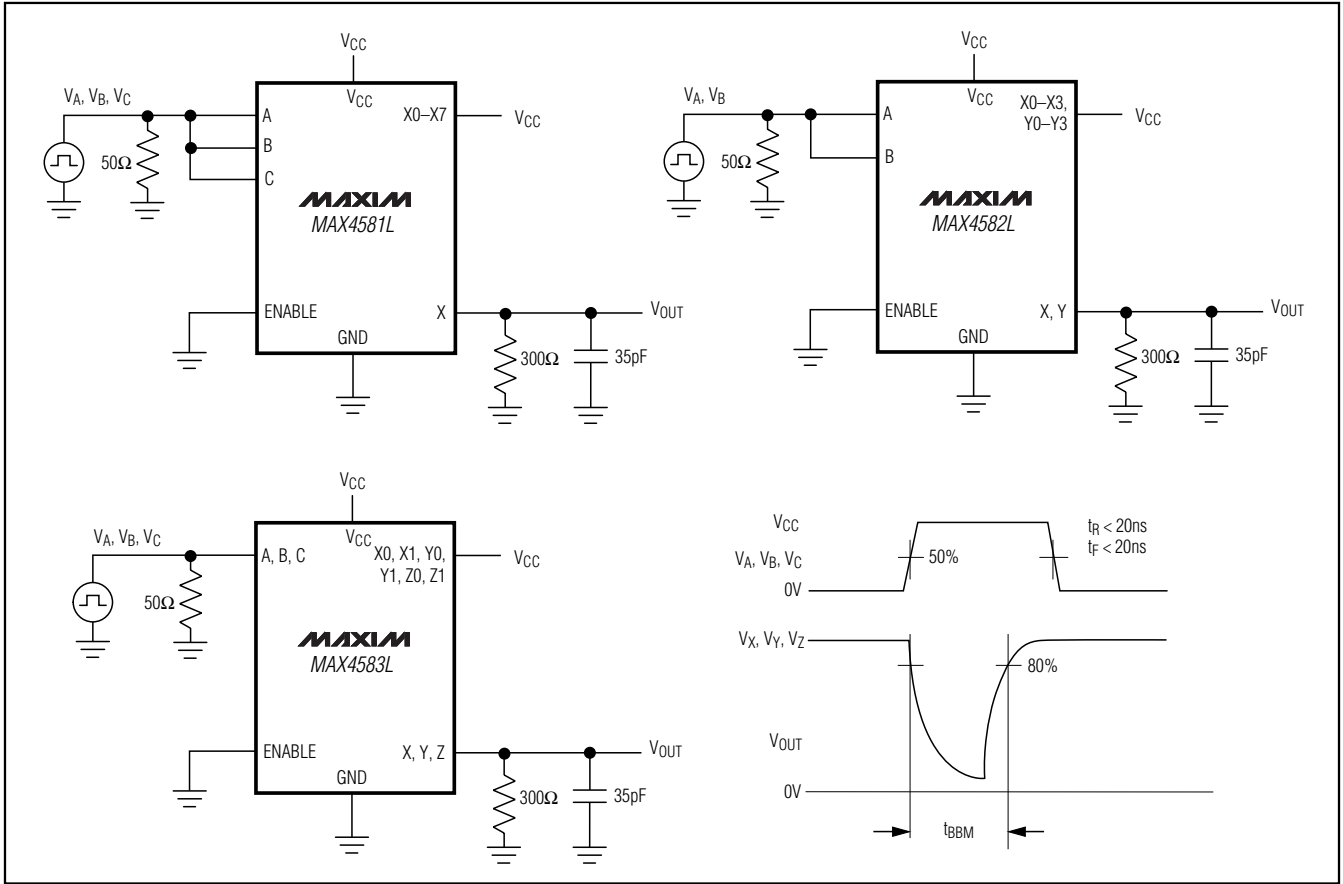 VCC
VA, VB, VC
VCC
A
X0–X7
VCC
B
50Ω
C
MAXIM
MAX4581L
ENABLE
X
VOUT
GND
300Ω
35pF
VCC
VA, VB
VCC
X0–X3,
Y0–Y3
VCC
A
50Ω
B
MAXIM
MAX4582L
ENABLE
X, Y
VOUT
GND
300Ω
35pF
VCC
VA, VB, VC
VCC
A, B, C
X0, X1, Y0,
Y1, Z0, Z1
VCC
50Ω
MAXIM
MAX4583L
ENABLE
X, Y, Z
VOUT
GND
300Ω
35pF
VCC
tR < 20ns
tF < 20ns
VA, VB, VC
50%
0V
VX, VY, VZ
80%
VOUT
0V
tBBM